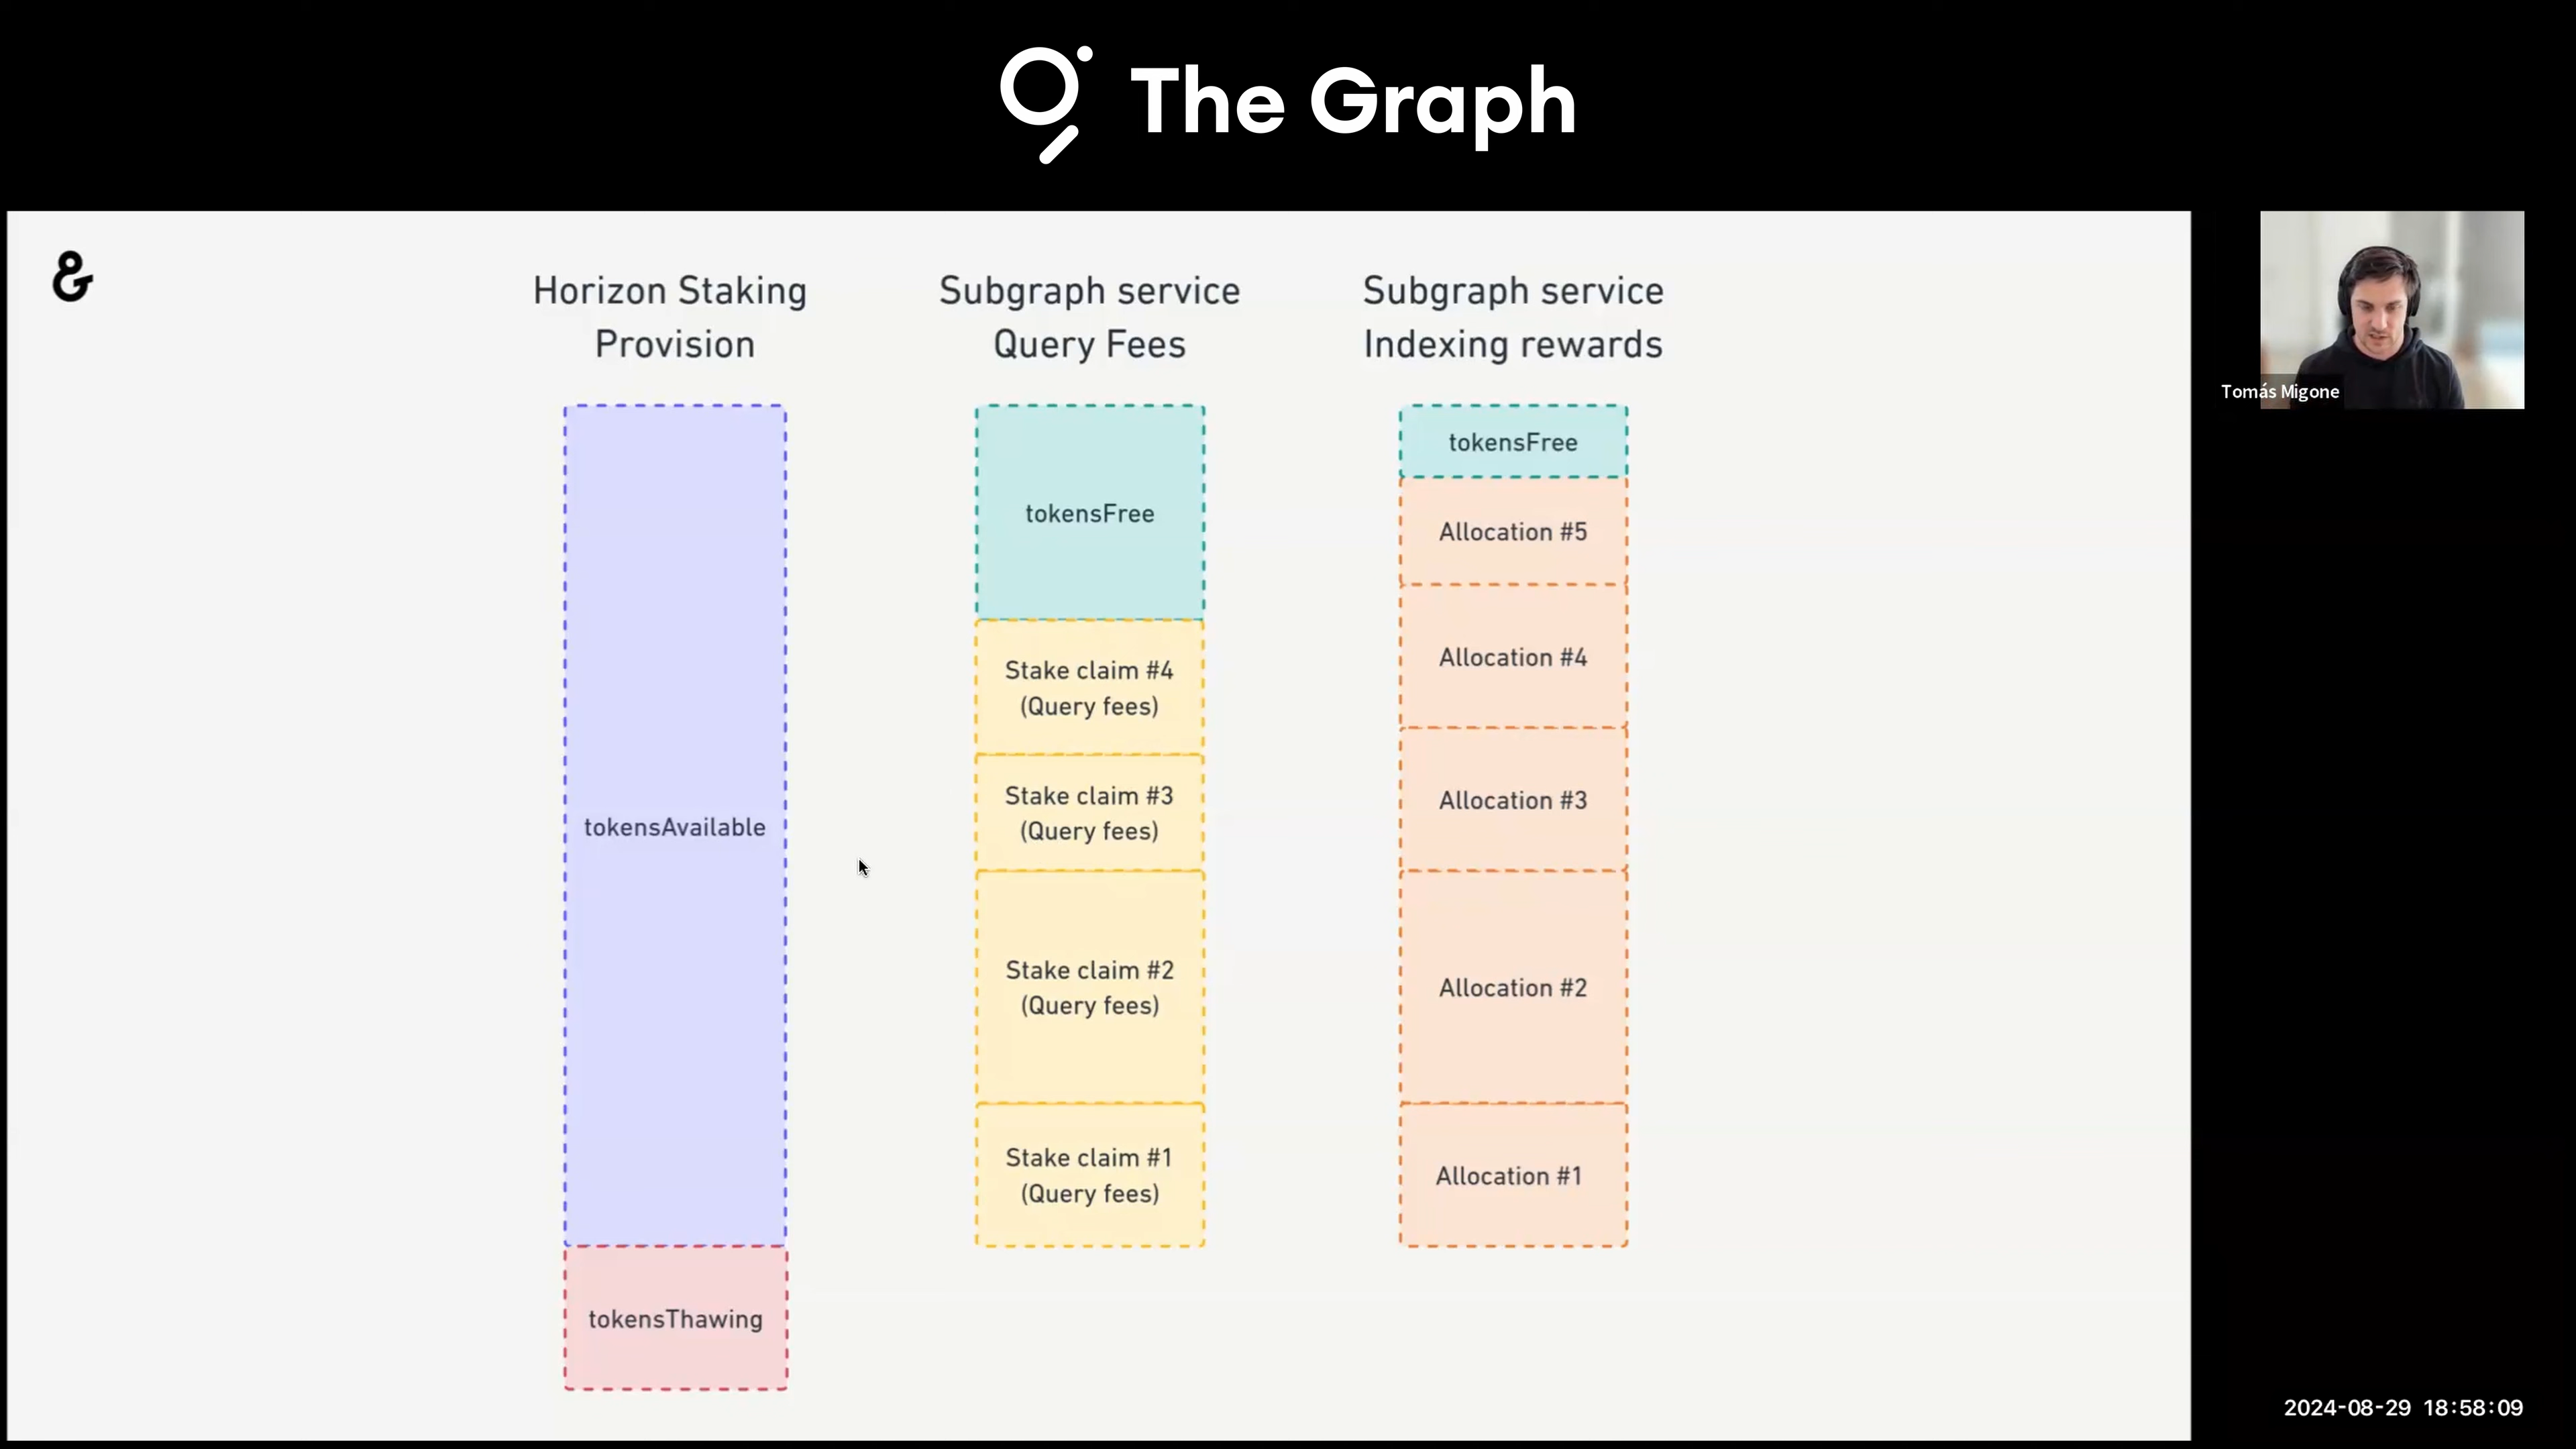 The Graph
&
Horizon Staking
Provision
Subgraph service
Query Fees
Subgraph service
Indexing rewards
tokensAvailable
tokensThawing
tokensFree
Stake claim #4
(Query fees)
Stake claim #3
(Query fees)
Stake claim #2
(Query fees)
Stake claim #1
(Query fees)
tokensFree
Allocation #5
Allocation #4
Allocation #3
Allocation #2
Allocation #1
Tomás Migone
2024-08-29 18:58:09